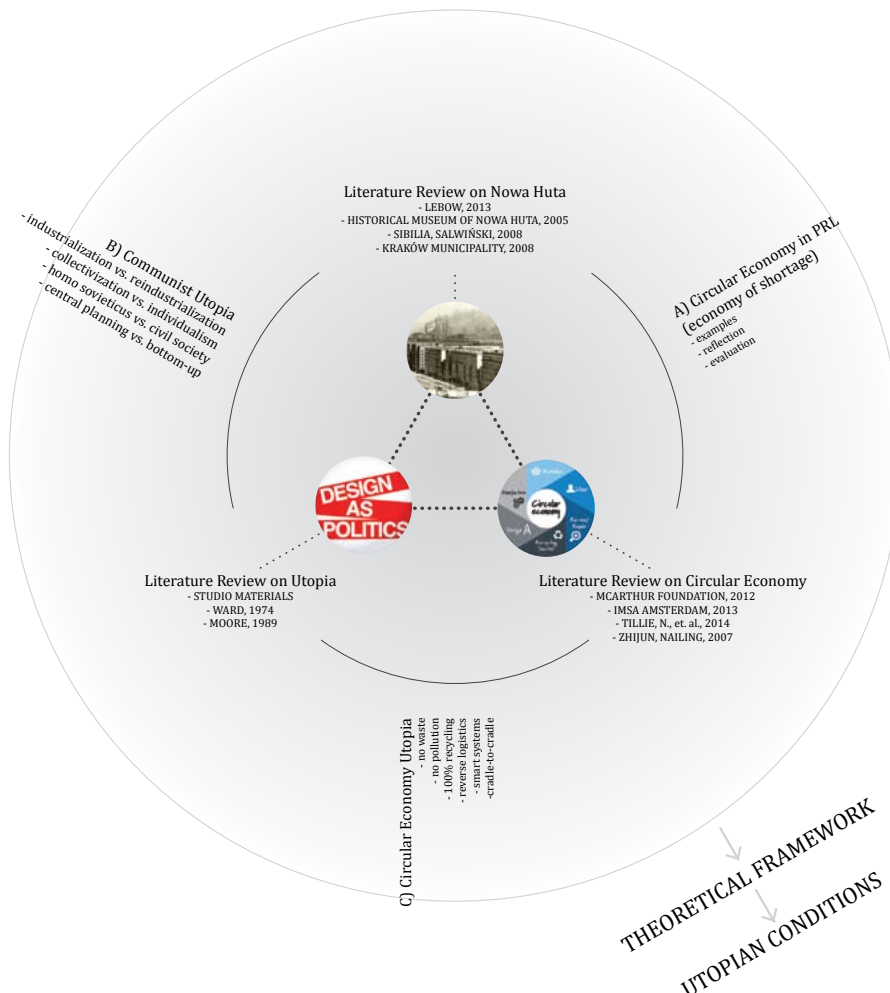 Literature Review on Nowa Huta
- LEBOW, 2013
- HISTORICAL MUSEUM OF NOWA HUTA, 2005
- SIBILIA, SALWIŃSKI, 2008
- KRAKÓW MUNICIPALITY, 2008
B) Communist Utopia
- industrialization vs. reindustrialization
- collectivization vs. individualism
- homo sovieticus vs. civil society
- central planning vs. bottom-up
A) Circular Economy in PRL
(economy of shortage)
- examples
- reflection
- evaluation
DESIGN
AS
POLITICS
Circular
economy
Literature Review on Utopia
- STUDIO MATERIALS
- WARD, 1974
- MOORE, 1989
Literature Review on Circular Economy
- MCARTHUR FOUNDATION, 2012
- IMSA AMSTERDAM, 2013
- TILLIE, N., et. al., 2014
- ZHIJUN, NAILING, 2007
C) Circular Economy Utopia
- no waste
- no pollution
- 100% recycling
- reverse logistics
- smart systems
-cradle-to-cradle
THEORETICAL FRAMEWORK
UTOPIAN CONDITIONS